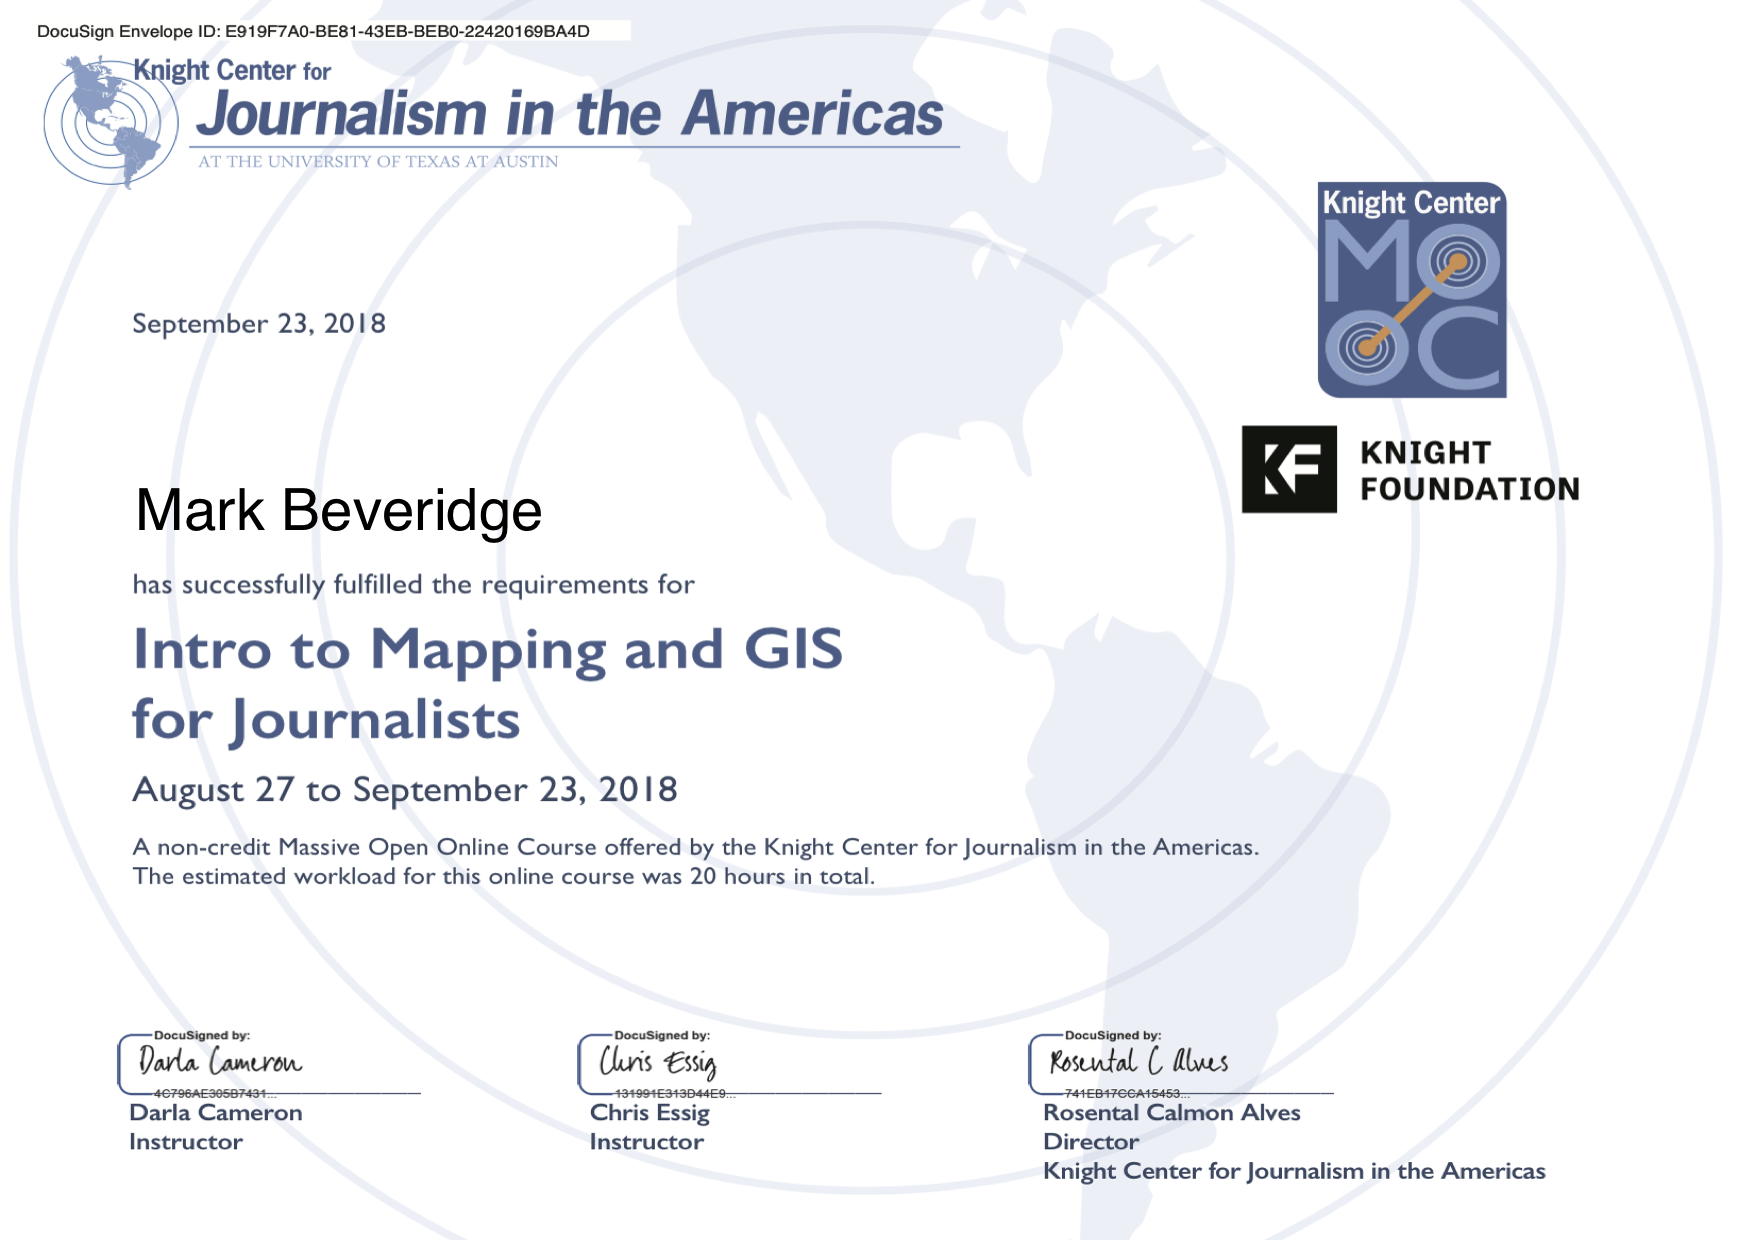 DocuSign Envelope ID: E919F7A0-BE81-43EB-BEB0-22420169BA4D
Knight Center for
Journalism in the Americas
AT THE UNIVERSITY OF TEXAS AT AUSTIN
Knight Center
MO
OC
September 23, 2018
KF
KNIGHT
FOUNDATION
Mark Beveridge
has successfully fulfilled the requirements for
Intro to Mapping and GIS
for Journalists
August 27 to September 23, 2018
A non-credit Massive Open Online Course offered by the Knight Center for Journalism in the Americas.
The estimated workload for this online course was 20 hours in total.
DocuSigned by:
Darla Cameron
4C796AE305B7431...
Darla Cameron
Instructor
DocuSigned by:
Chris Essig
131991E313D44E9...
Chris Essig
Instructor
DocuSigned by:
Rosental C Alves
741EB17CCA15453...
Rosental Calmon Alves
Director
Knight Center for Journalism in the Americas